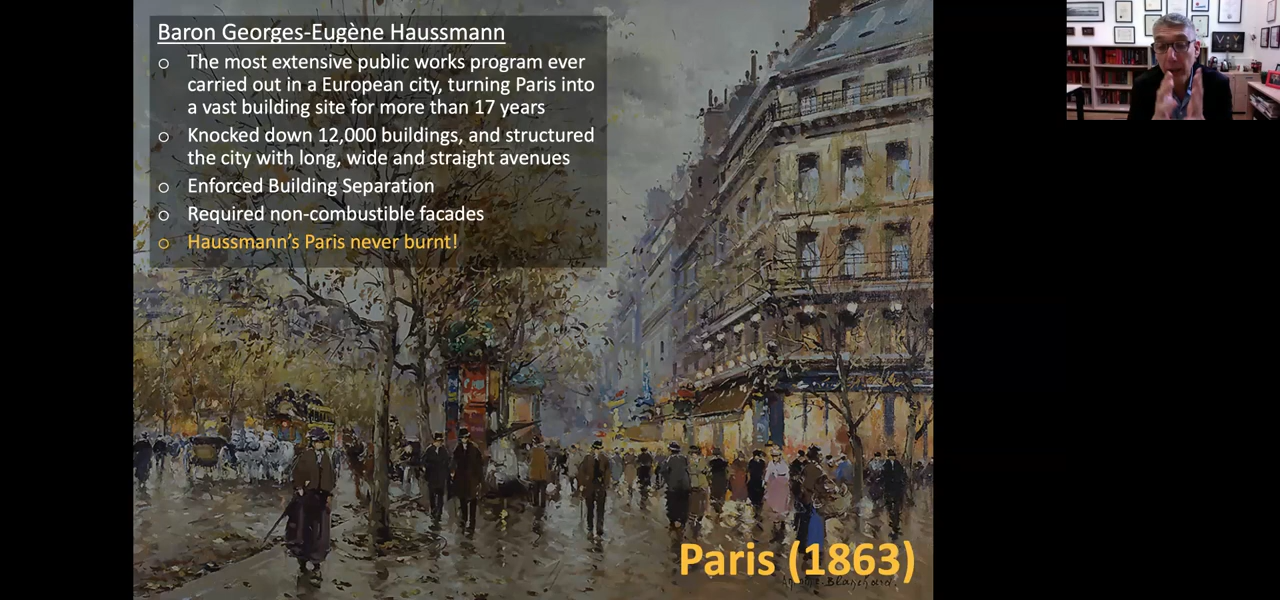 Baron Georges-Eugène Haussmann
○ The most extensive public works program ever
carried out in a European city, turning Paris into
a vast building site for more than 17 years
○ Knocked down 12,000 buildings, and structured
the city with long, wide and straight avenues
○ Enforced Building Separation
○ Required non-combustible facades
○ Haussmann's Paris never burnt!
Paris (1863)
Blanchard